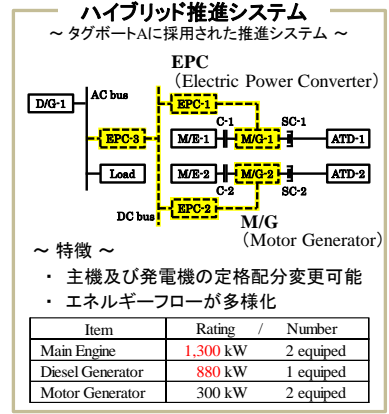 ハイブリッド推進システム
～ タグボートAに採用された推進システム ～
EPC
(Electric Power Converter)
D/G-1
AC bus
EPC-1
C-1
SC-1
EPC-3
M/E-1
M/G-1
ATD-1
Load
M/E-2
M/G-2
ATD-2
C-2
SC-2
DC bus
EPC-2
M/G
(Motor Generator)
～ 特徴 ～
・ 主機及び発電機の定格配分変更可能
・ エネルギーフローが多様化
Item Rating / Number
Main Engine 1,300 kW 2 equiped
Diesel Generator 880 kW 1 equiped
Motor Generator 300 kW 2 equiped